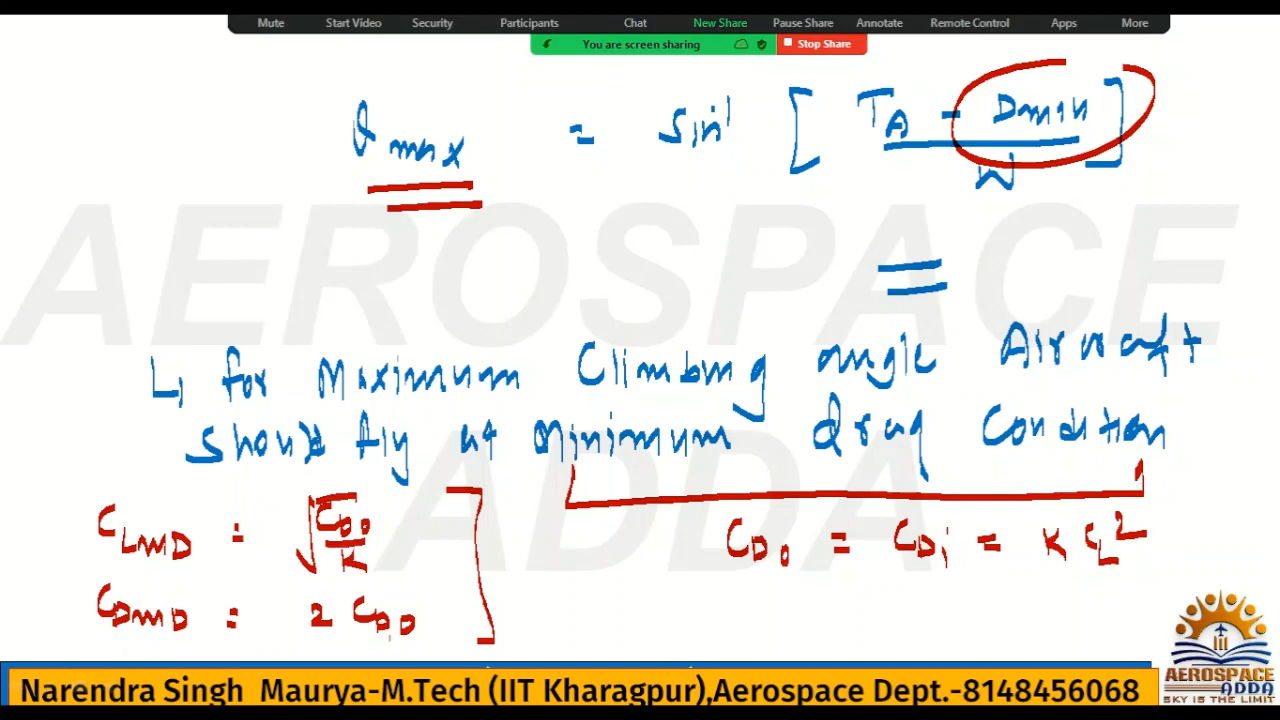 Mute Start Video Security Participants Chat New Share Pause Share Annotate Remote Control Apps More
You are screen sharing Stop Share
θmax = Sin⁻¹ [ (TA - Dmin) / W ]
L, for Maximum Climbing angle Aircraft
should fly at Minimum drag Condition
CD0 = CDi = K CL²
CLMD = √(CD0 / K)
CDMD = 2 CD0
AEROSPACE
ADDA
Narendra Singh Maurya-M.Tech (IIT Kharagpur),Aerospace Dept.-8148456068
AEROSPACE
ADDA
SKY IS THE LIMIT